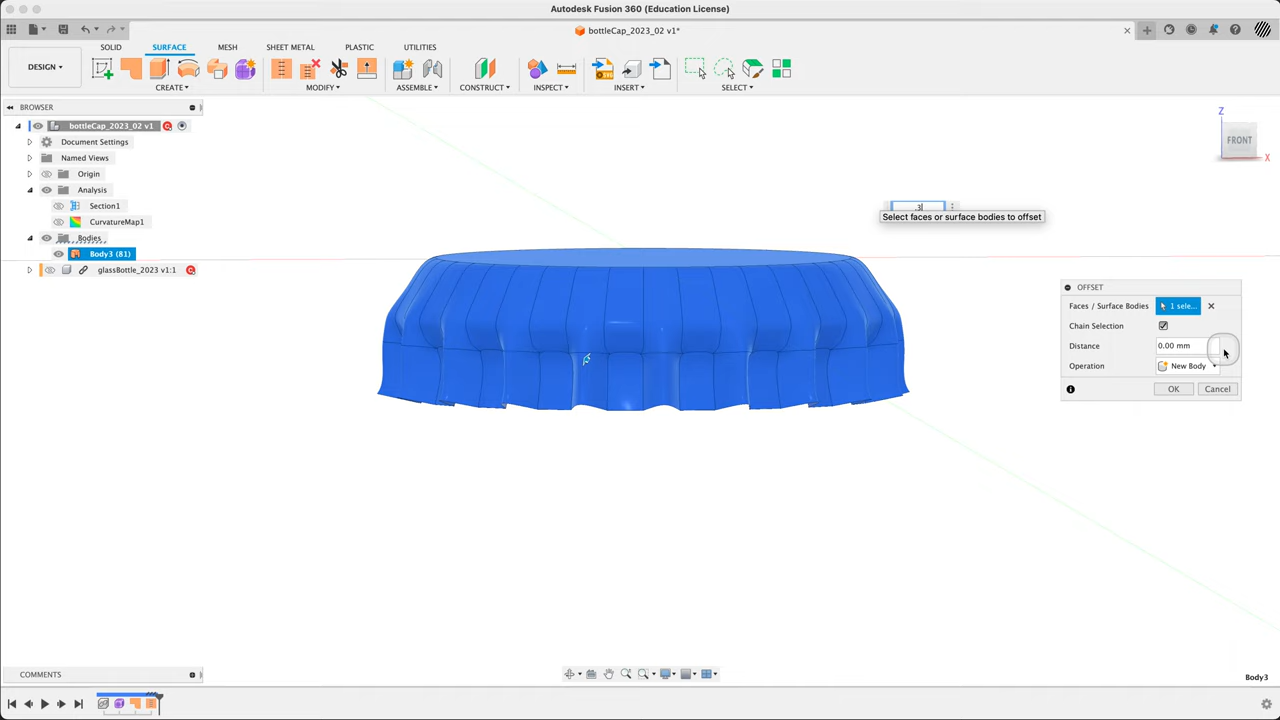 Autodesk Fusion 360 (Education License)
bottleCap_2023_02 v1*
DESIGN
SOLID
SURFACE
MESH
SHEET METAL
PLASTIC
UTILITIES
CREATE
MODIFY
ASSEMBLE
CONSTRUCT
INSPECT
INSERT
SELECT
BROWSER
bottleCap_2023_02 v1
Document Settings
Named Views
Origin
Analysis
Section1
CurvatureMap1
Bodies
Body3 (81)
glassBottle_2023 v1:1
Z
FRONT
X
.3
Select faces or surface bodies to offset
OFFSET
Faces / Surface Bodies 1 sele...
Chain Selection
Distance 0.00 mm
Operation New Body
OK Cancel
COMMENTS
Body3